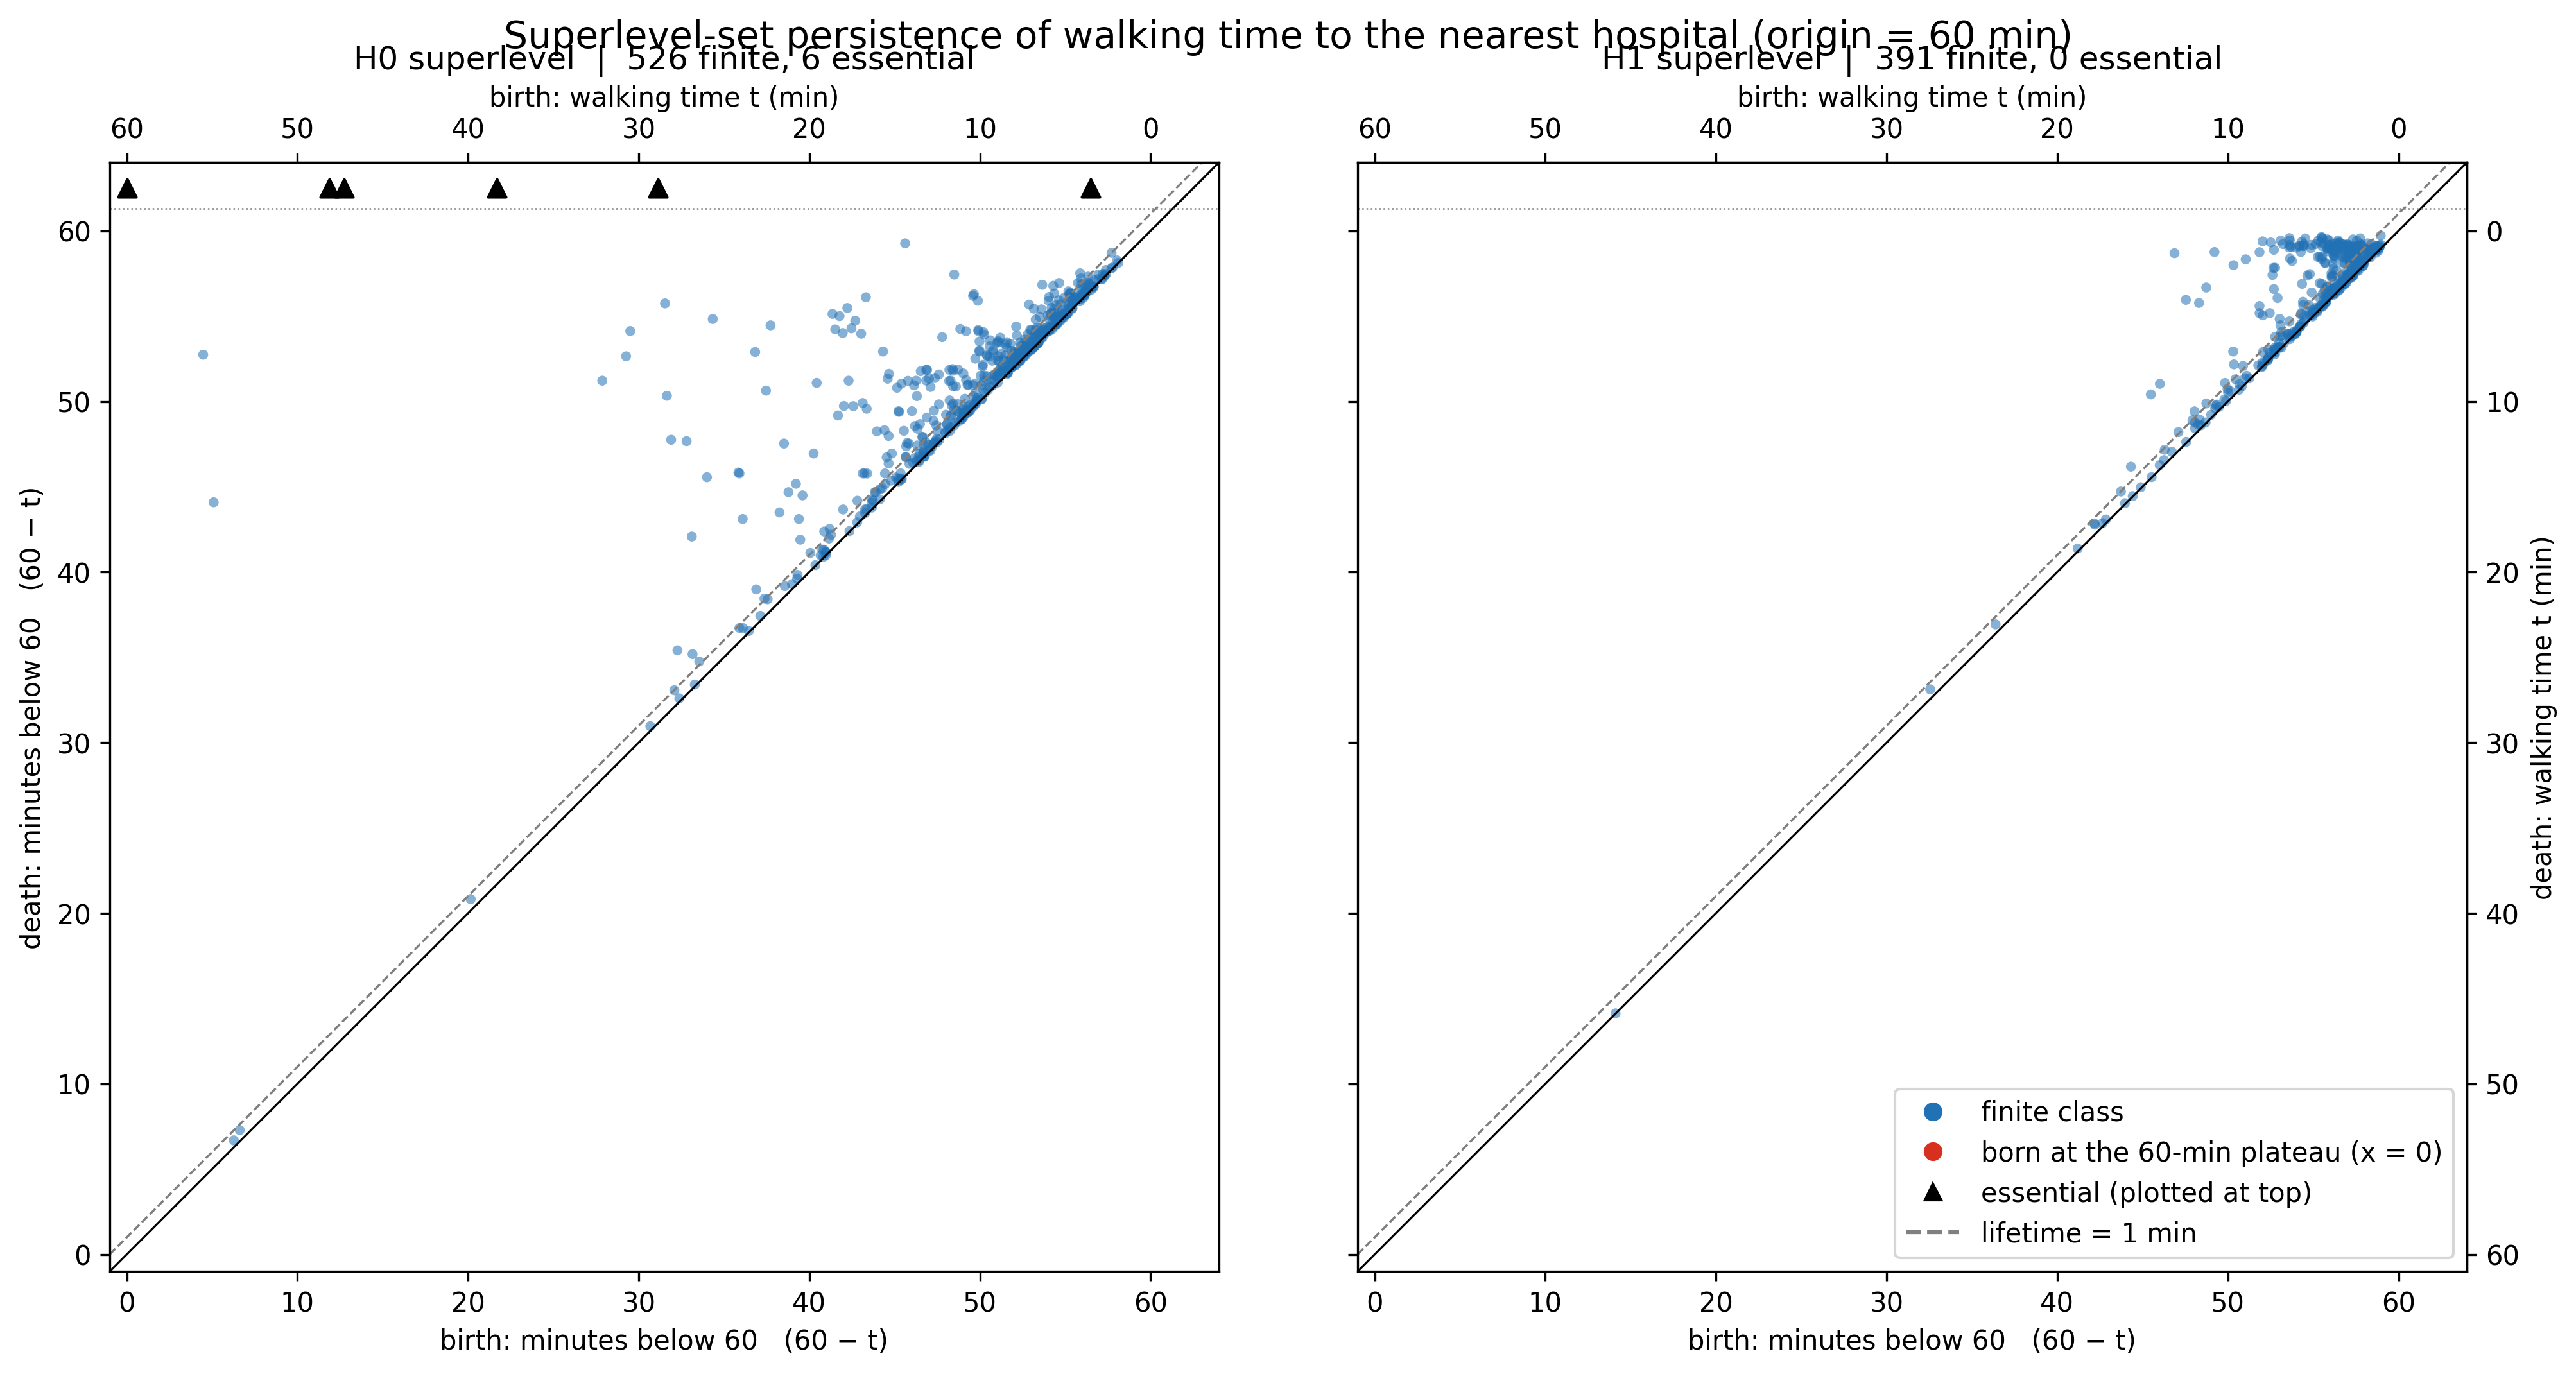 Superlevel-set persistence of walking time to the nearest hospital (origin = 60 min)
H0 superlevel | 526 finite, 6 essential
birth: walking time t (min)
60 50 40 30 20 10 0
60
50
40
30
20
10
0
death: minutes below 60 (60 − t)
0 10 20 30 40 50 60
birth: minutes below 60 (60 − t)
H1 superlevel | 391 finite, 0 essential
birth: walking time t (min)
60 50 40 30 20 10 0
0
10
20
30
40
50
60
death: walking time t (min)
finite class
born at the 60-min plateau (x = 0)
essential (plotted at top)
lifetime = 1 min
0 10 20 30 40 50 60
birth: minutes below 60 (60 − t)